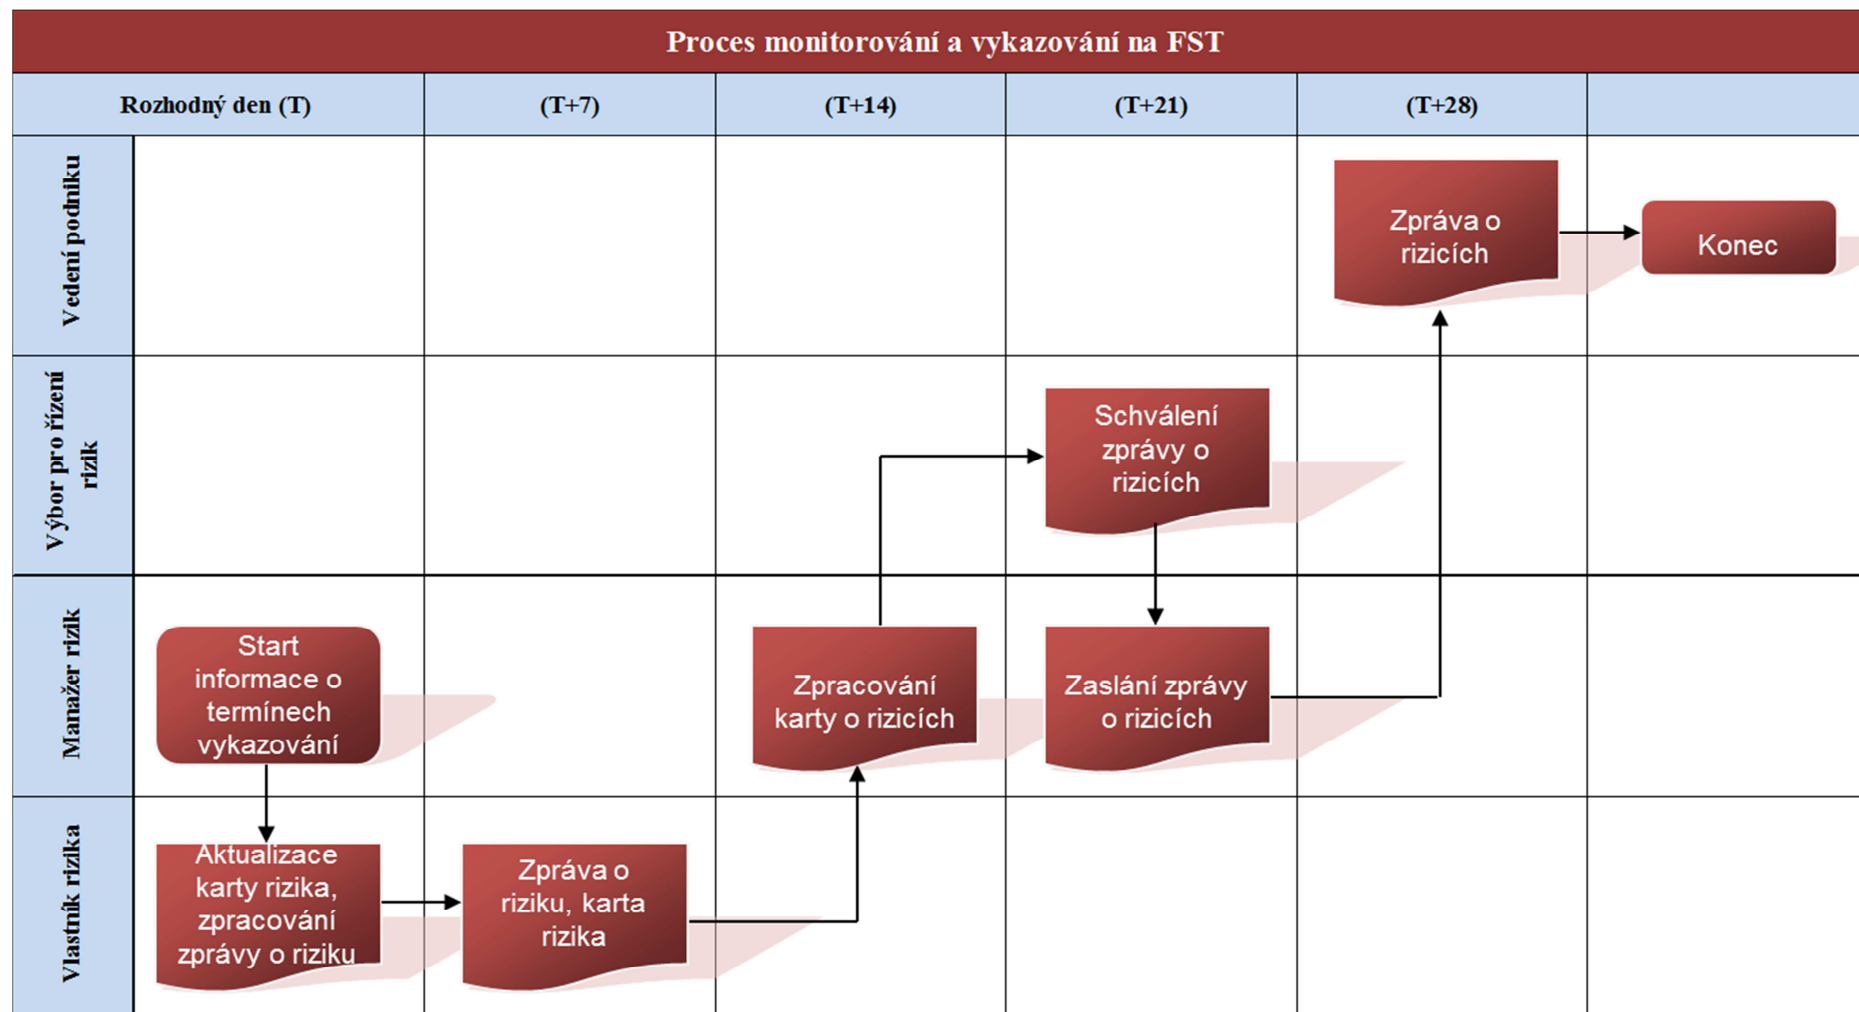 Proces monitorování a vykazování na FST
Rozhodný den (T)
(T+7)
(T+14)
(T+21)
(T+28)
Vedení podniku
Zpráva o
rizicích
Konec
Výbor pro řízení
rizik
Schválení
zprávy o
rizicích
Manažer rizik
Start
informace o
termínech
vykazování
Zpracování
karty o rizicích
Zaslání zprávy
o rizicích
Vlastník rizika
Aktualizace
karty rizika,
zpracování
zprávy o riziku
Zpráva o
riziku, karta
rizika